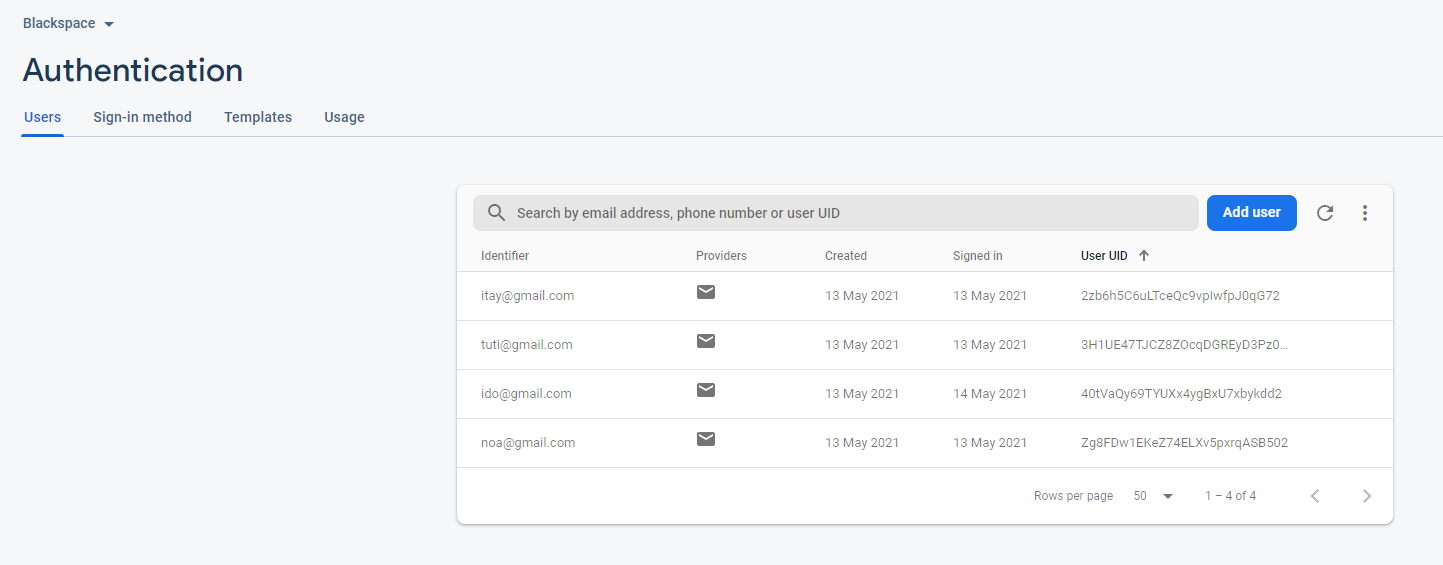 Blackspace
Authentication
Users Sign-in method Templates Usage
Search by email address, phone number or user UID Add user
Identifier Providers Created Signed in User UID
itay@gmail.com 13 May 2021 13 May 2021 2zb6h5C6uLTceQc9vpIwfpJ0qG72
tuti@gmail.com 13 May 2021 13 May 2021 3H1UE47TJCZ8ZOcqDGREyD3Pz0...
ido@gmail.com 13 May 2021 14 May 2021 40tVaQy69TYUXx4ygBxU7xbykdd2
noa@gmail.com 13 May 2021 13 May 2021 Zg8FDw1EKeZ74ELXv5pxrqASB502
Rows per page 50 1 – 4 of 4